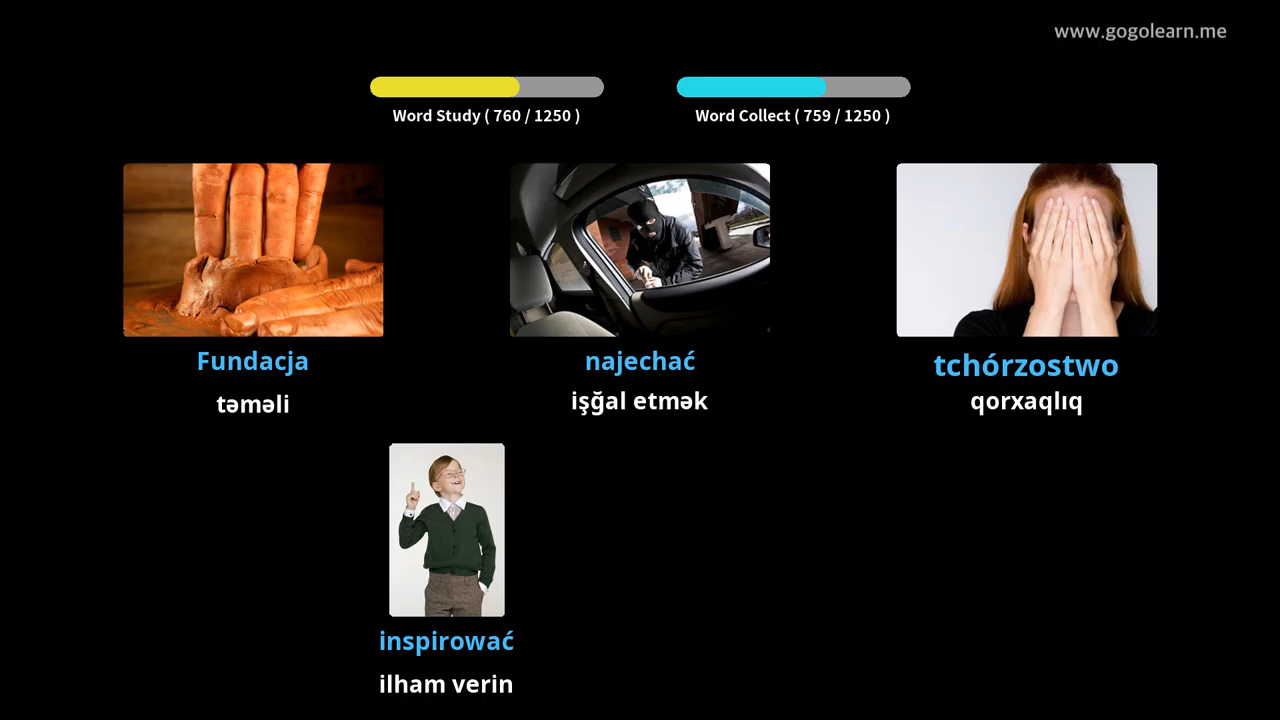 www.gogolearn.me
Word Study ( 760 / 1250 )
Word Collect ( 759 / 1250 )
Fundacja
təməli
najechać
işğal etmək
tchórzostwo
qorxaqlıq
inspirować
ilham verin